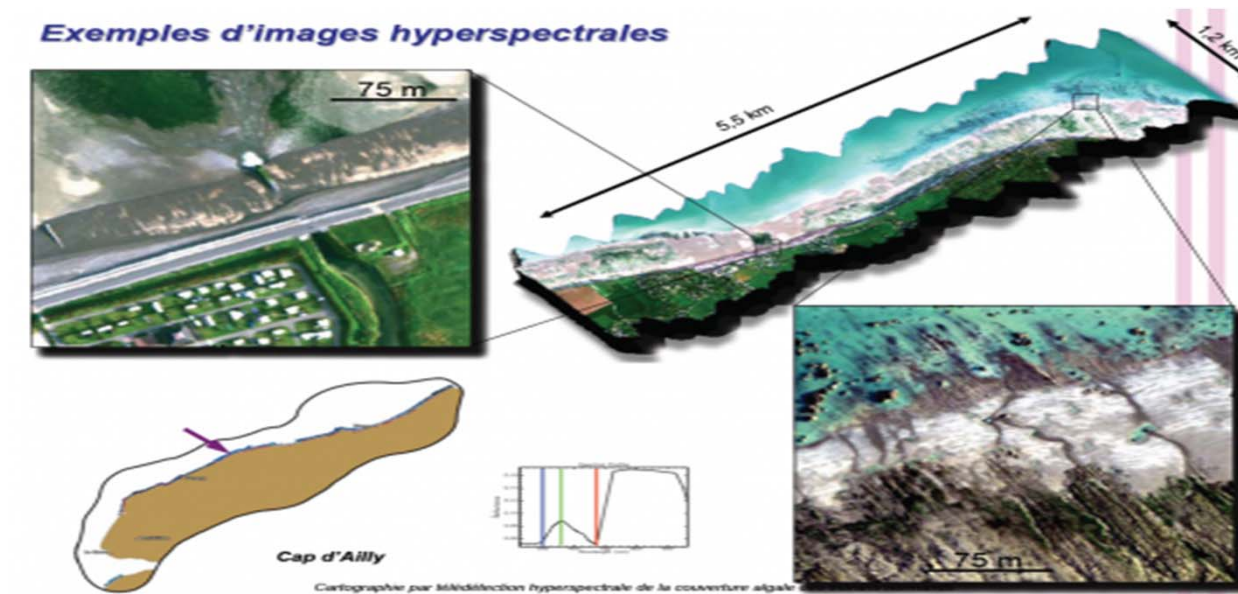 Exemples d'images hyperspectrales
75 m
5,5 km
1,2 km
Cap d'Ailly
75 m
Cartographie par télédétection hyperspectrale de la couverture algale